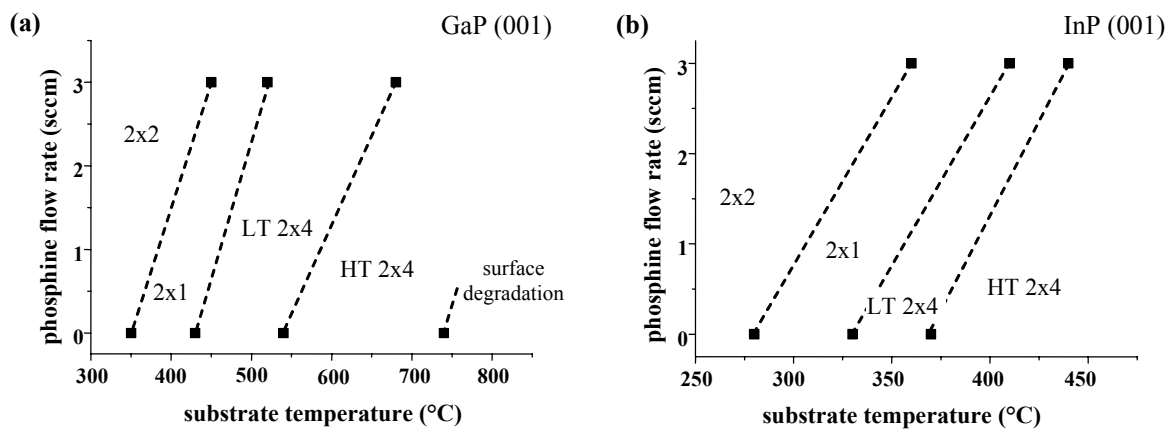 (a)
GaP (001)
phosphine flow rate (sccm)
3
2
1
0
2x2
2x1
LT 2x4
HT 2x4
surface
degradation
300 400 500 600 700 800
substrate temperature (°C)
(b)
InP (001)
phosphine flow rate (sccm)
3
2
1
0
2x2
2x1
LT 2x4
HT 2x4
250 300 350 400 450
substrate temperature (°C)